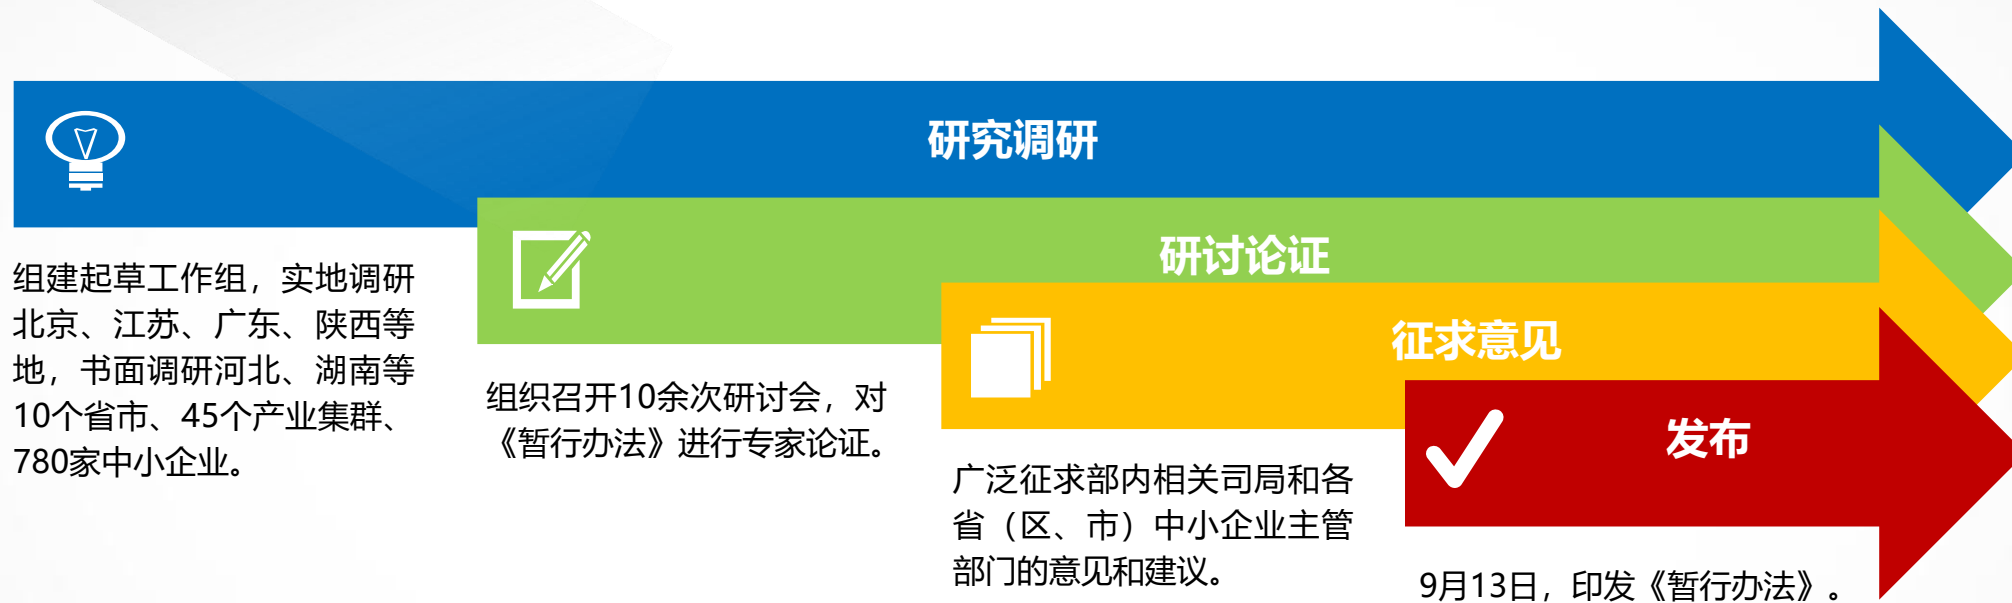 研究调研
组建起草工作组，实地调研
北京、江苏、广东、陕西等
地，书面调研河北、湖南等
10个省市、45个产业集群、
780家中小企业。
研讨论证
组织召开10余次研讨会，对
《暂行办法》进行专家论证。
征求意见
广泛征求部内相关司局和各
省（区、市）中小企业主管
部门的意见和建议。
发布
9月13日，印发《暂行办法》。